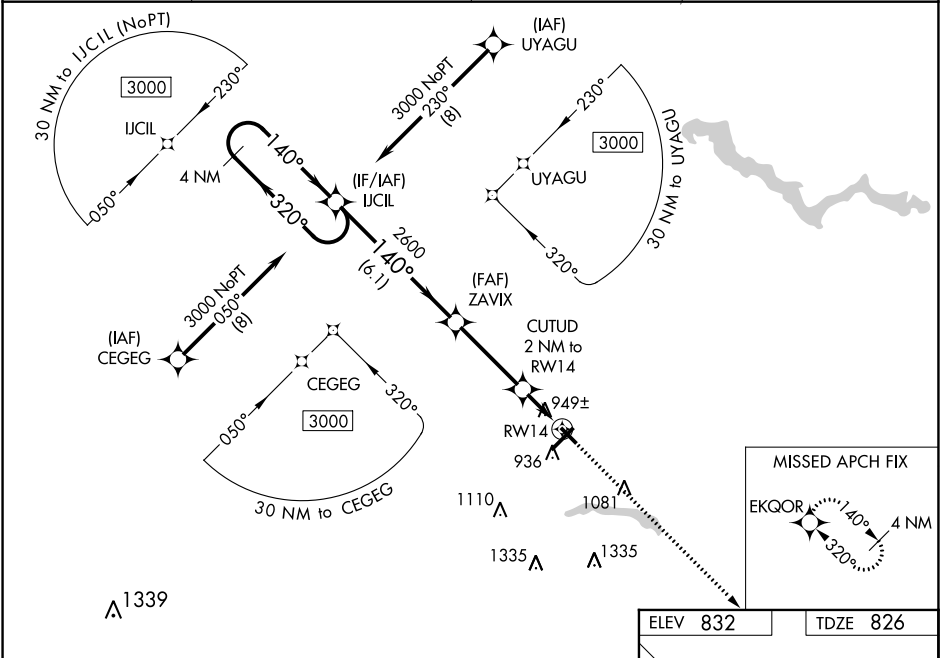 30 NM to IJCIL (NoPT)
3000
230°
IJCIL
050°
4 NM
140°
320°
(IF/IAF)
IJCIL
(IAF)
UYAGU
3000 NoPT
230°
(8)
230°
3000
UYAGU
320°
30 NM to UYAGU
2600
140°
(6.1)
(FAF)
ZAVIX
CUTUD
2 NM to
RW14
949±
RW14
936
3000 NoPT
050°
(8)
(IAF)
CEGEG
CEGEG
050°
320°
3000
30 NM to CEGEG
1110
1081
1335
1335
1339
MISSED APCH FIX
EKQOR
140°
4 NM
320°
ELEV 832
TDZE 826